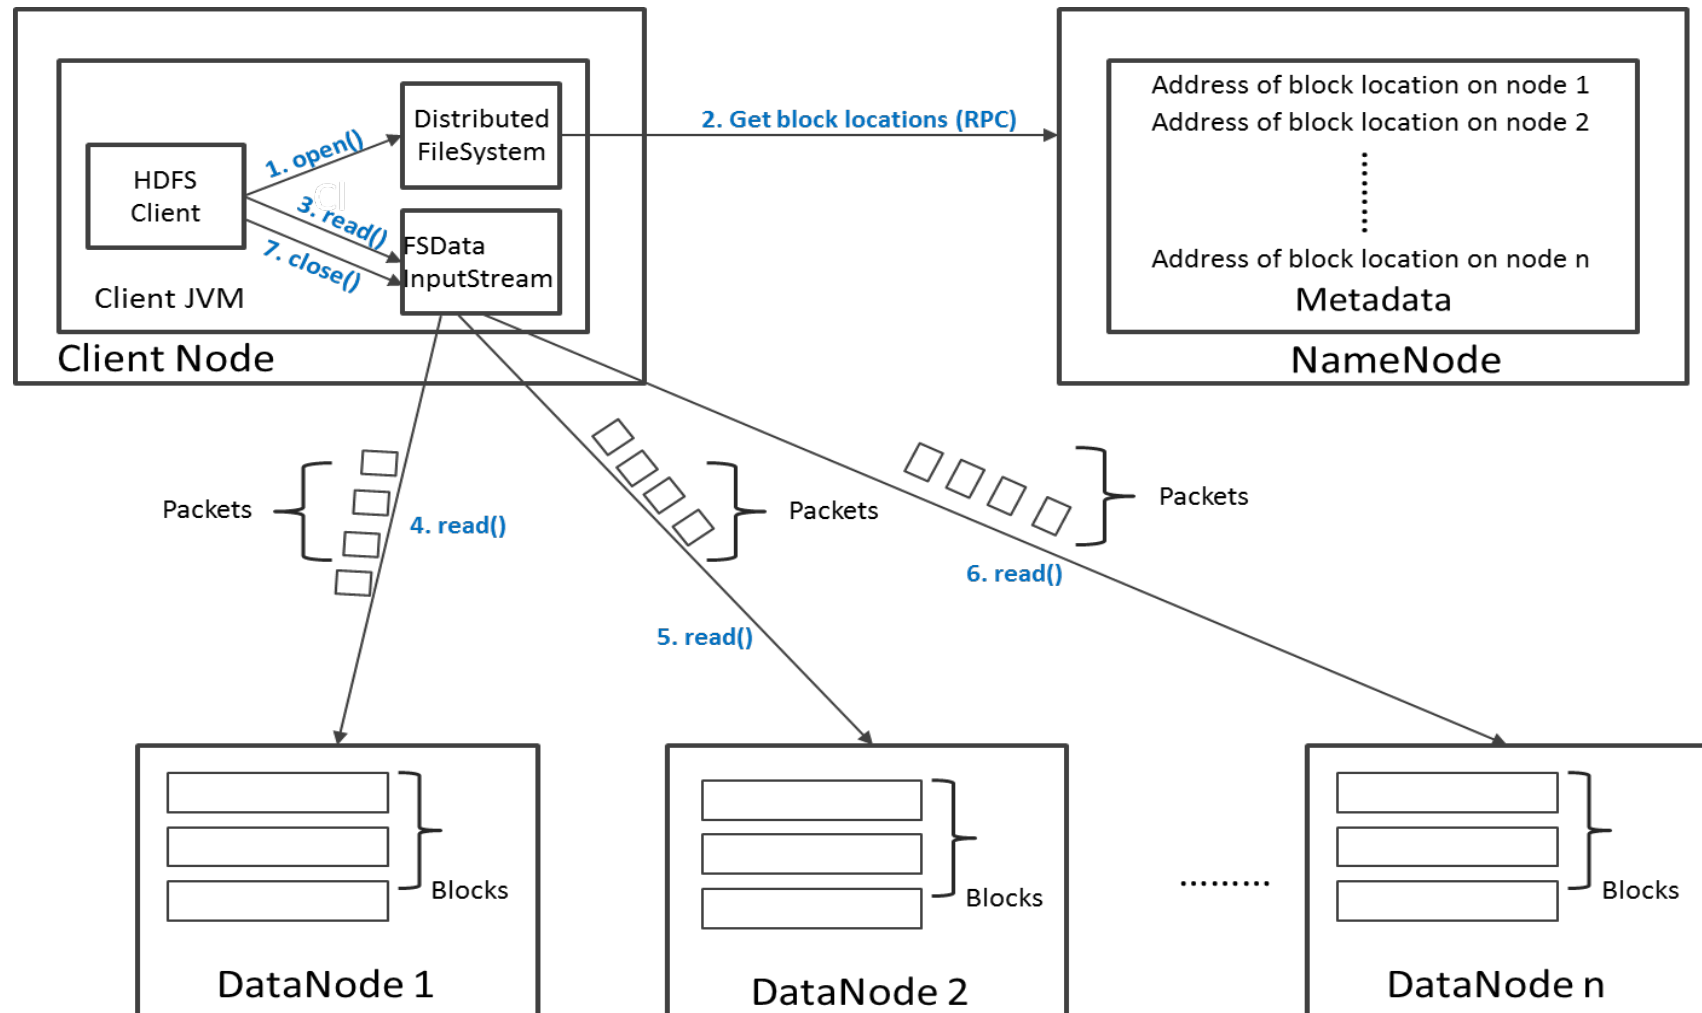 Distributed
FileSystem
1. open()
HDFS
Client
Cl
3. read()
FSData
InputStream
7. close()
Client JVM
Client Node
2. Get block locations (RPC)
Address of block location on node 1
Address of block location on node 2
Address of block location on node n
Metadata
NameNode
Packets
4. read()
Packets
5. read()
Packets
6. read()
Blocks
DataNode 1
Blocks
DataNode 2
.........
Blocks
DataNode n